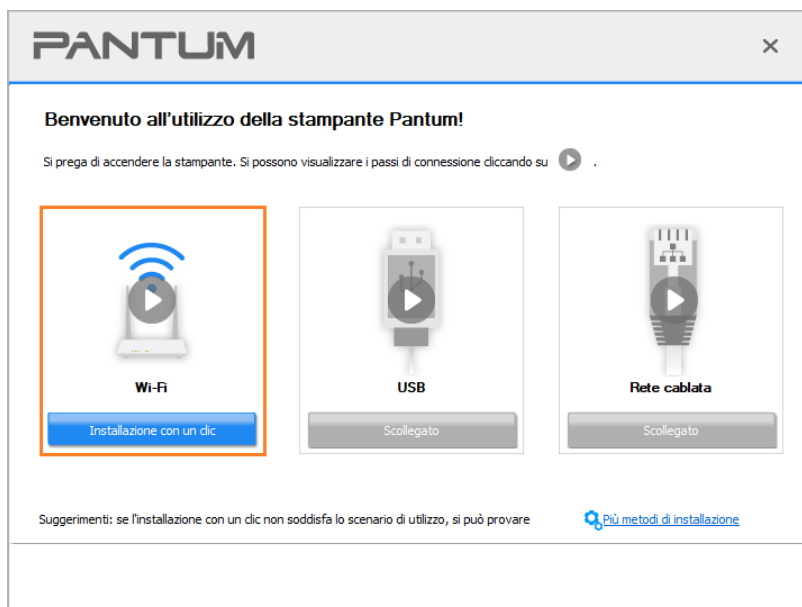 PANTUM
Benvenuto all'utilizzo della stampante Pantum!
Si prega di accendere la stampante. Si possono visualizzare i passi di connessione cliccando su .
Wi-Fi
Installazione con un clic
USB
Scollegato
Rete cablata
Scollegato
Suggerimenti: se l'installazione con un clic non soddisfa lo scenario di utilizzo, si può provare Più metodi di installazione